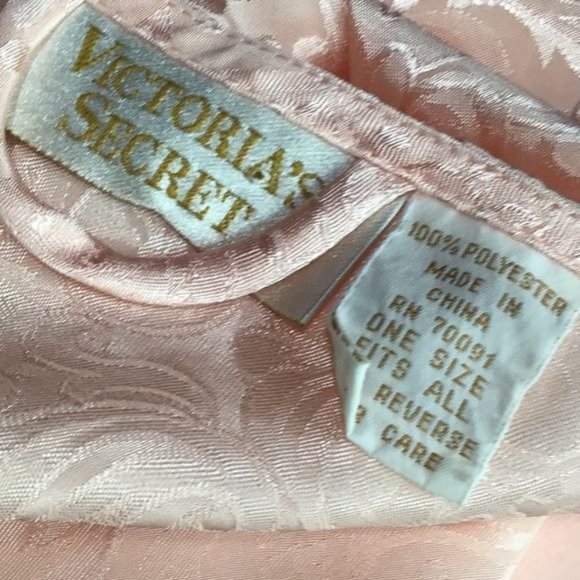 VICTORIA'S
SECRET
100% POLYESTER
MADE IN
CHINA
RN 70091
ONE SIZE
FITS ALL
REVERSE
CARE